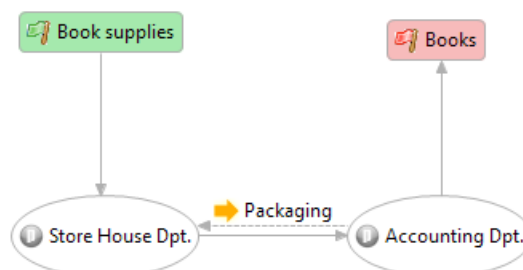 Book supplies
Books
Packaging
Store House Dpt.
Accounting Dpt.